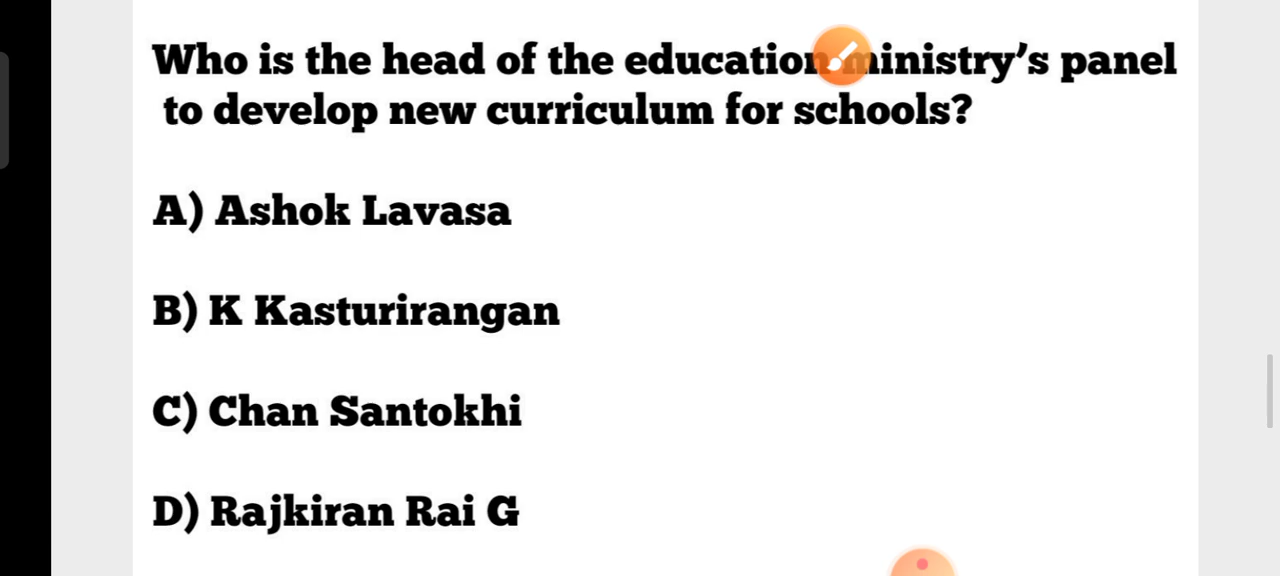 Who is the head of the education ministry's panel
to develop new curriculum for schools?
A) Ashok Lavasa
B) K Kasturirangan
C) Chan Santokhi
D) Rajkiran Rai G